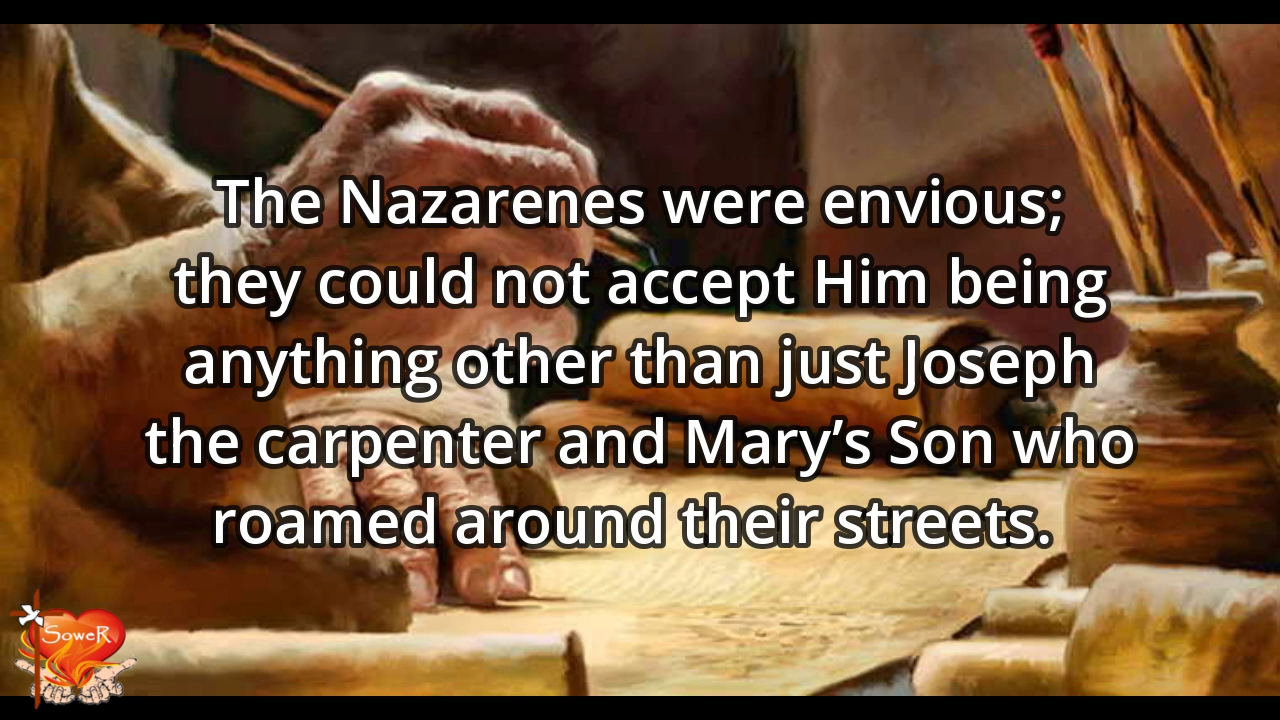 The Nazarenes were envious;
they could not accept Him being
anything other than just Joseph
the carpenter and Mary’s Son who
roamed around their streets.
SoweR